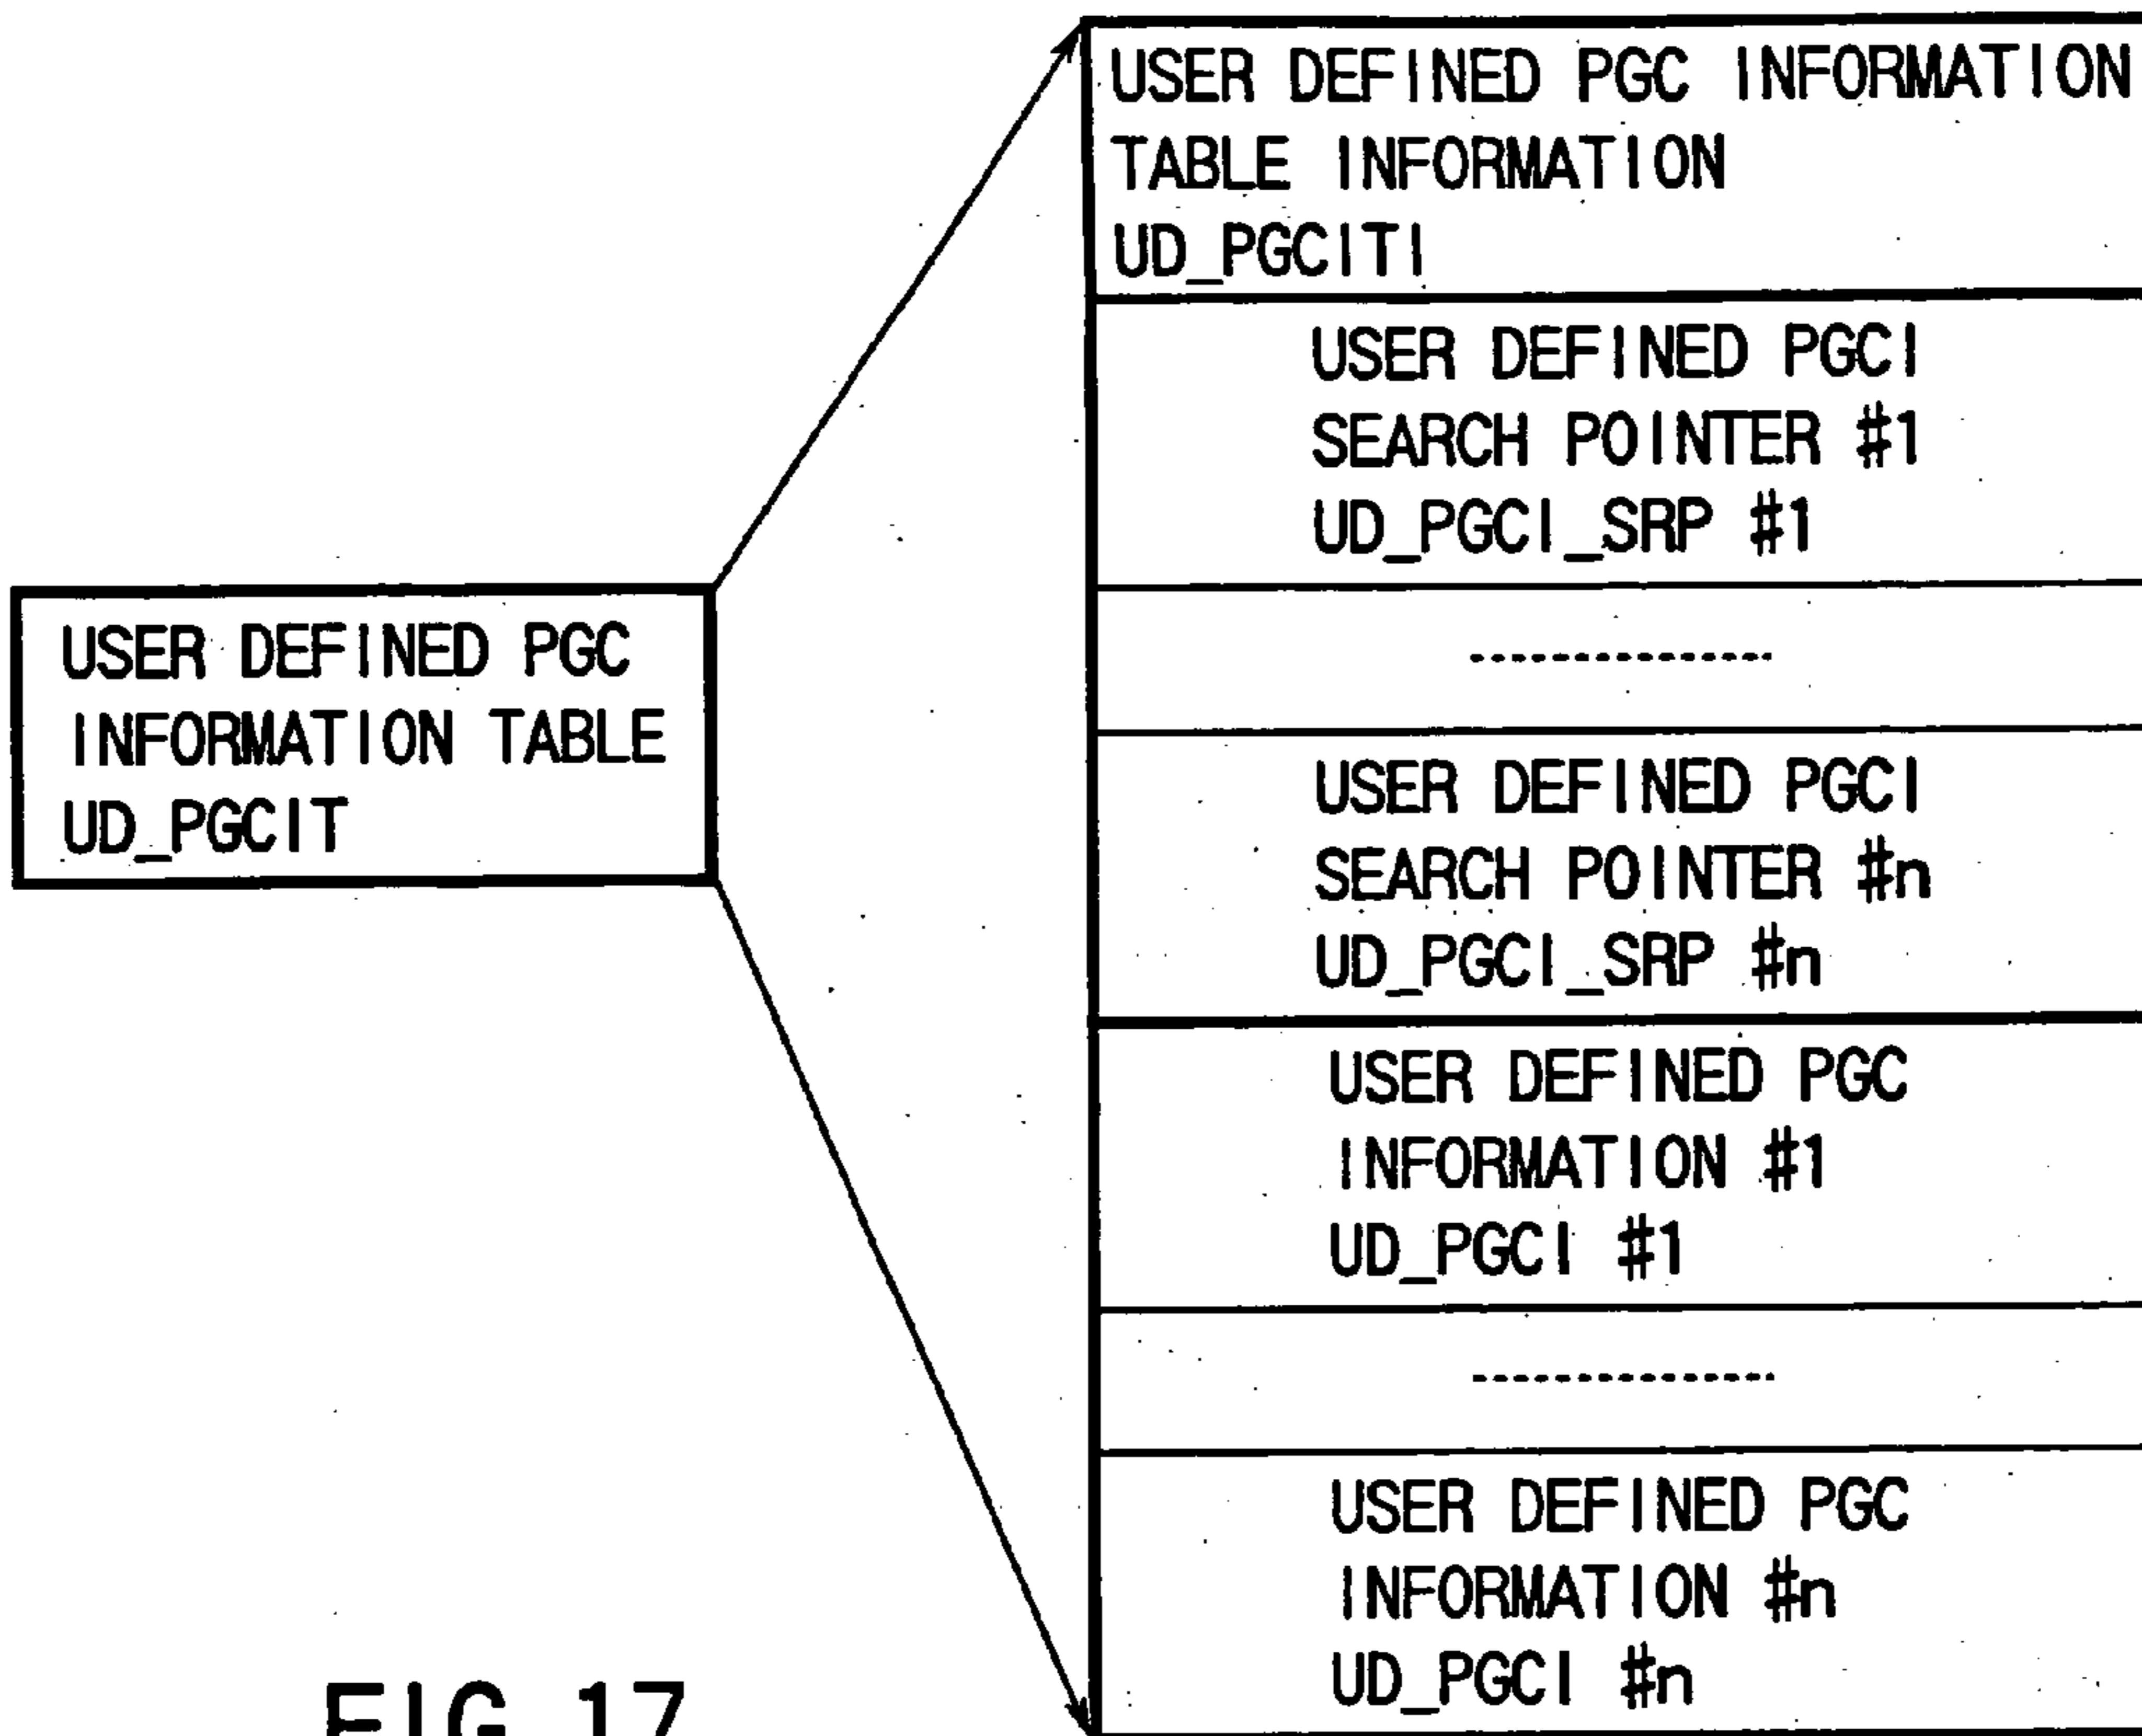 USER DEFINED PGC
INFORMATION TABLE
UD_PGCIT
USER DEFINED PGC INFORMATION
TABLE INFORMATION
UD_PGCITI
USER DEFINED PGCI
SEARCH POINTER #1
UD_PGCI_SRP #1
USER DEFINED PGCI
SEARCH POINTER #n
UD_PGCI_SRP #n
USER DEFINED PGC
INFORMATION #1
UD_PGCI #1
USER DEFINED PGC
INFORMATION #n
UD_PGCI #n
FIG. 17